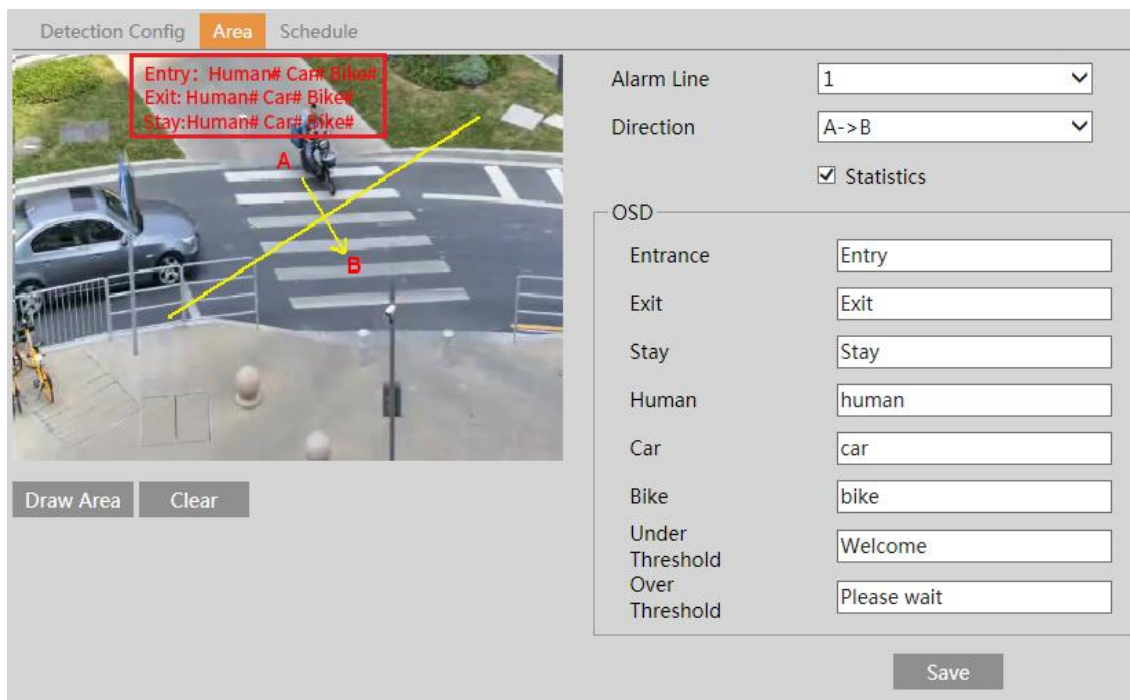 Detection Config Area Schedule
Entry: Human# Car# Bike#
Exit: Human# Car# Bike#
Stay:Human# Car# Bike#
A
B
Draw Area Clear
Alarm Line 1
Direction A->B
Statistics
OSD
Entrance Entry
Exit Exit
Stay Stay
Human human
Car car
Bike bike
Under
Threshold Welcome
Over
Threshold Please wait
Save